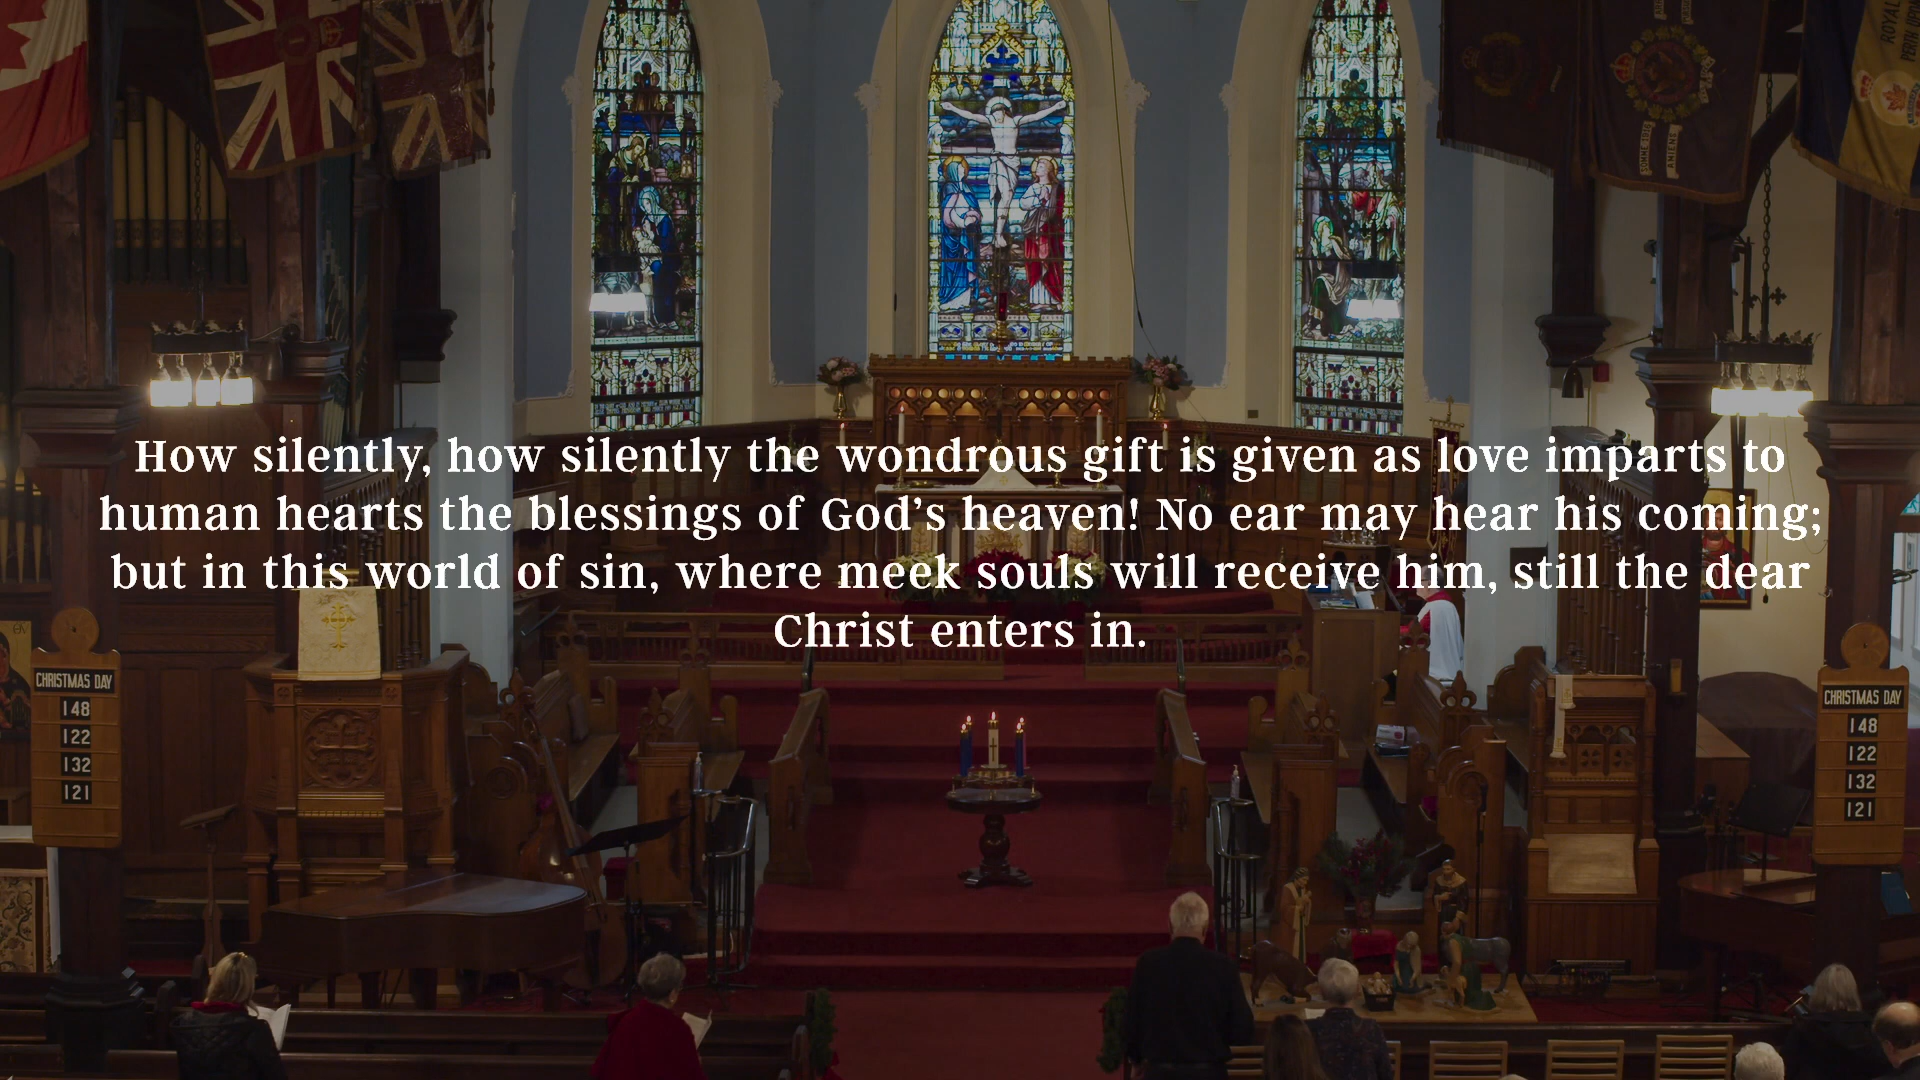 How silently, how silently the wondrous gift is given as love imparts to
human hearts the blessings of God's heaven! No ear may hear his coming;
but in this world of sin, where meek souls will receive him, still the dear
Christ enters in.
CHRISTMAS DAY
148
122
132
121
CHRISTMAS DAY
148
122
132
121
ROYAL
AMIENS